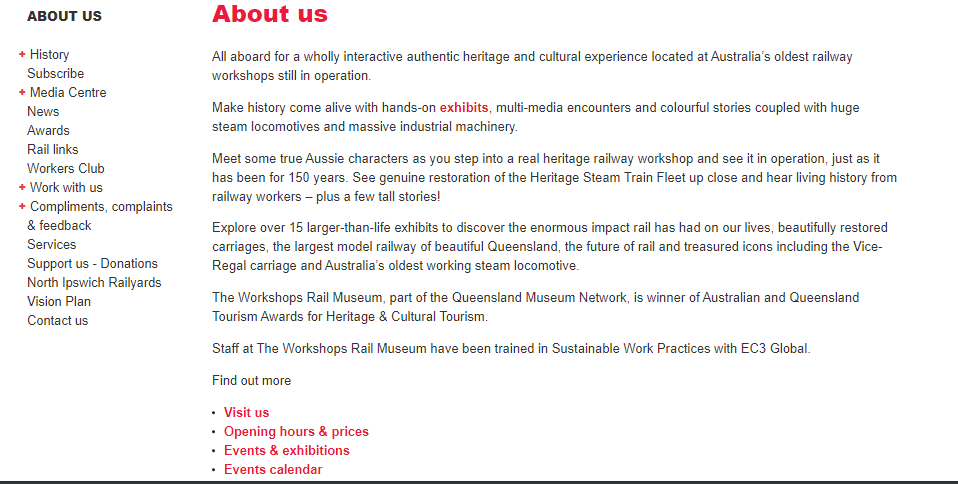 ABOUT US
+ History
Subscribe
+ Media Centre
News
Awards
Rail links
Workers Club
+ Work with us
+ Compliments, complaints
& feedback
Services
Support us - Donations
North Ipswich Railyards
Vision Plan
Contact us
About us
All aboard for a wholly interactive authentic heritage and cultural experience located at Australia’s oldest railway
workshops still in operation.
Make history come alive with hands-on exhibits, multi-media encounters and colourful stories coupled with huge
steam locomotives and massive industrial machinery.
Meet some true Aussie characters as you step into a real heritage railway workshop and see it in operation, just as it
has been for 150 years. See genuine restoration of the Heritage Steam Train Fleet up close and hear living history from
railway workers – plus a few tall stories!
Explore over 15 larger-than-life exhibits to discover the enormous impact rail has had on our lives, beautifully restored
carriages, the largest model railway of beautiful Queensland, the future of rail and treasured icons including the Vice-
Regal carriage and Australia’s oldest working steam locomotive.
The Workshops Rail Museum, part of the Queensland Museum Network, is winner of Australian and Queensland
Tourism Awards for Heritage & Cultural Tourism.
Staff at The Workshops Rail Museum have been trained in Sustainable Work Practices with EC3 Global.
Find out more
• Visit us
• Opening hours & prices
• Events & exhibitions
• Events calendar